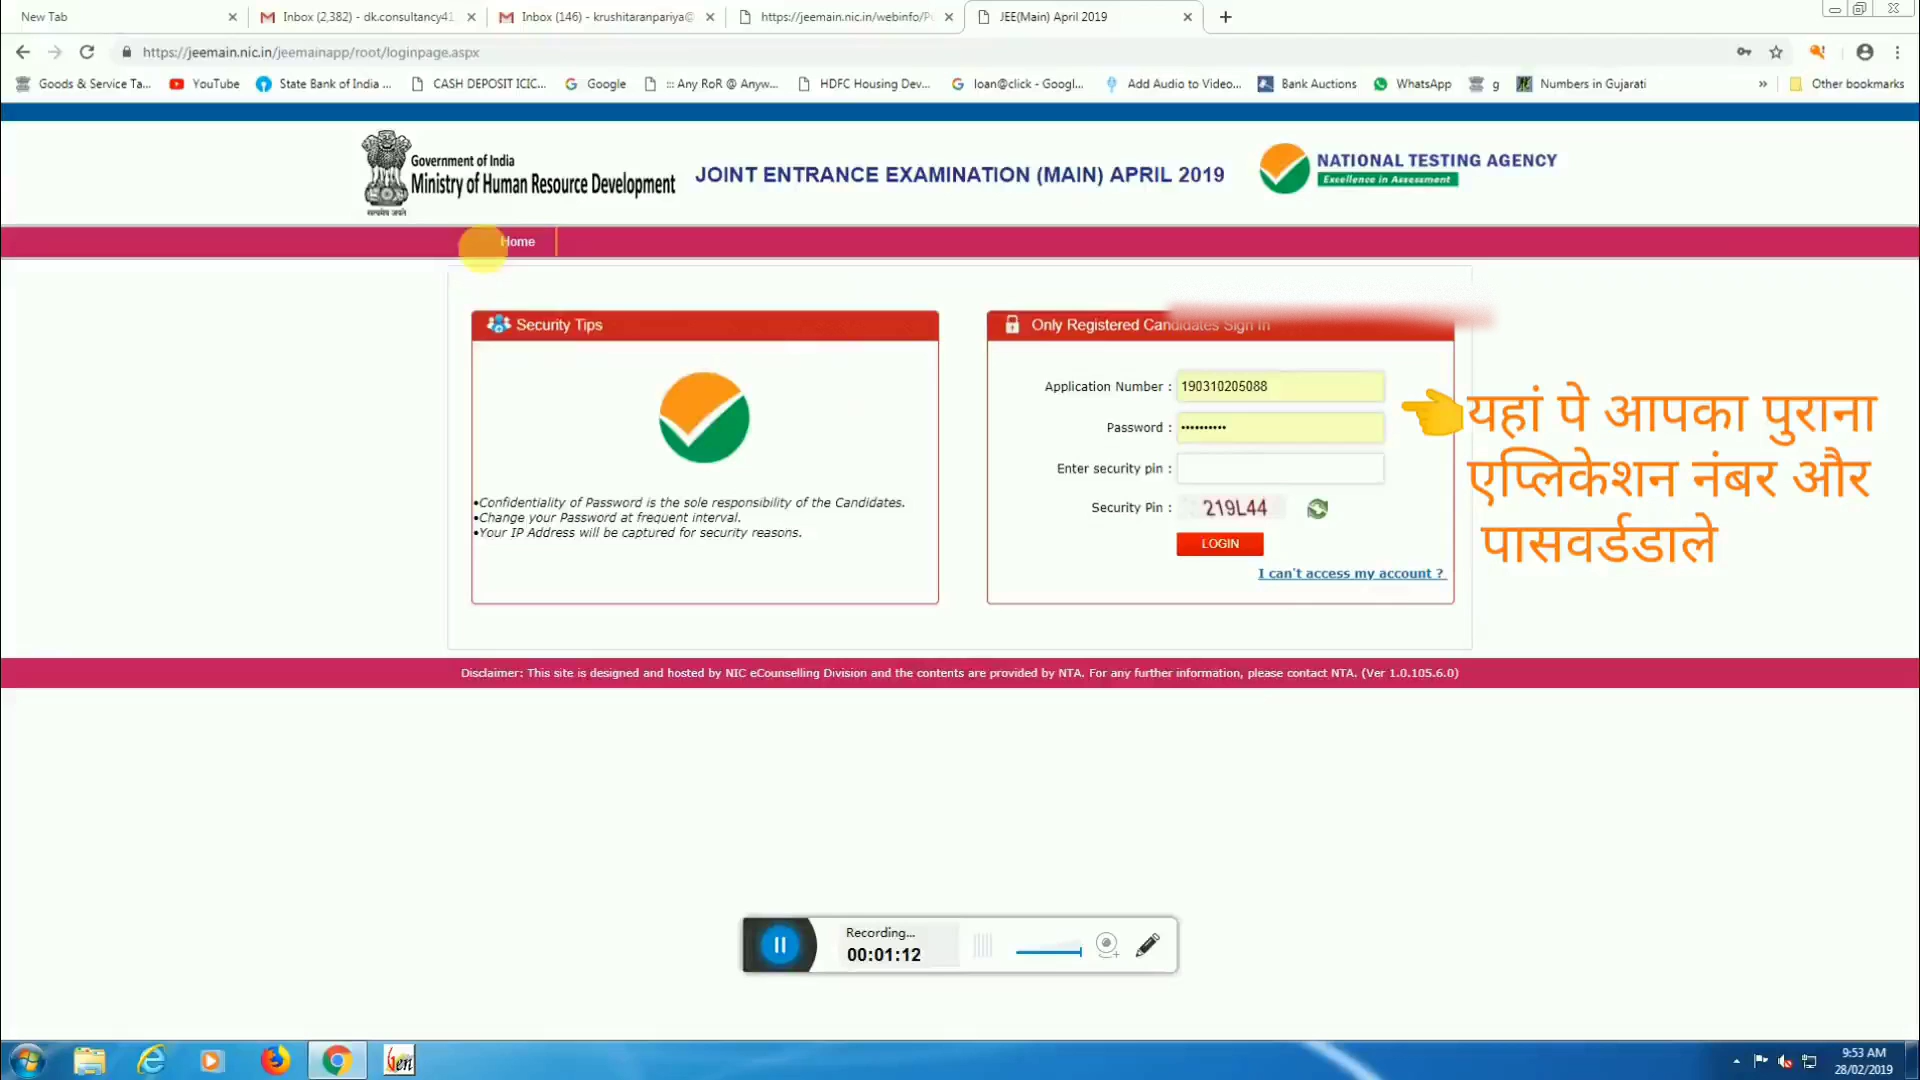 New Tab
Inbox (2,382) - dk.consultancy41
Inbox (146) - krushitaranpariya@
https://jeemain.nic.in/webinfo/P
JEE(Main) April 2019
https://jeemain.nic.in/jeemainapp/root/loginpage.aspx
Goods & Service Ta...
YouTube
State Bank of India ...
CASH DEPOSIT ICIC...
Google
::: Any RoR @ Anyw...
HDFC Housing Dev...
loan@click - Googl...
Add Audio to Video...
Bank Auctions
WhatsApp
g
Numbers in Gujarati
»
Other bookmarks
Government of India
Ministry of Human Resource Development
सत्यमेव जयते
JOINT ENTRANCE EXAMINATION (MAIN) APRIL 2019
NATIONAL TESTING AGENCY
Excellence in Assessment
Home
Security Tips
•Confidentiality of Password is the sole responsibility of the Candidates.
•Change your Password at frequent interval.
•Your IP Address will be captured for security reasons.
Only Registered Candidates Sign In
Application Number : 190310205088
Password : ••••••••••
Enter security pin :
Security Pin : 219L44
LOGIN
I can't access my account ?
यहां पे आपका पुराना
एप्लिकेशन नंबर और
पासवर्डडाले
Disclaimer: This site is designed and hosted by NIC eCounselling Division and the contents are provided by NTA. For any further information, please contact NTA. (Ver 1.0.105.6.0)
Recording...
00:01:12
Gen
9:53 AM
28/02/2019